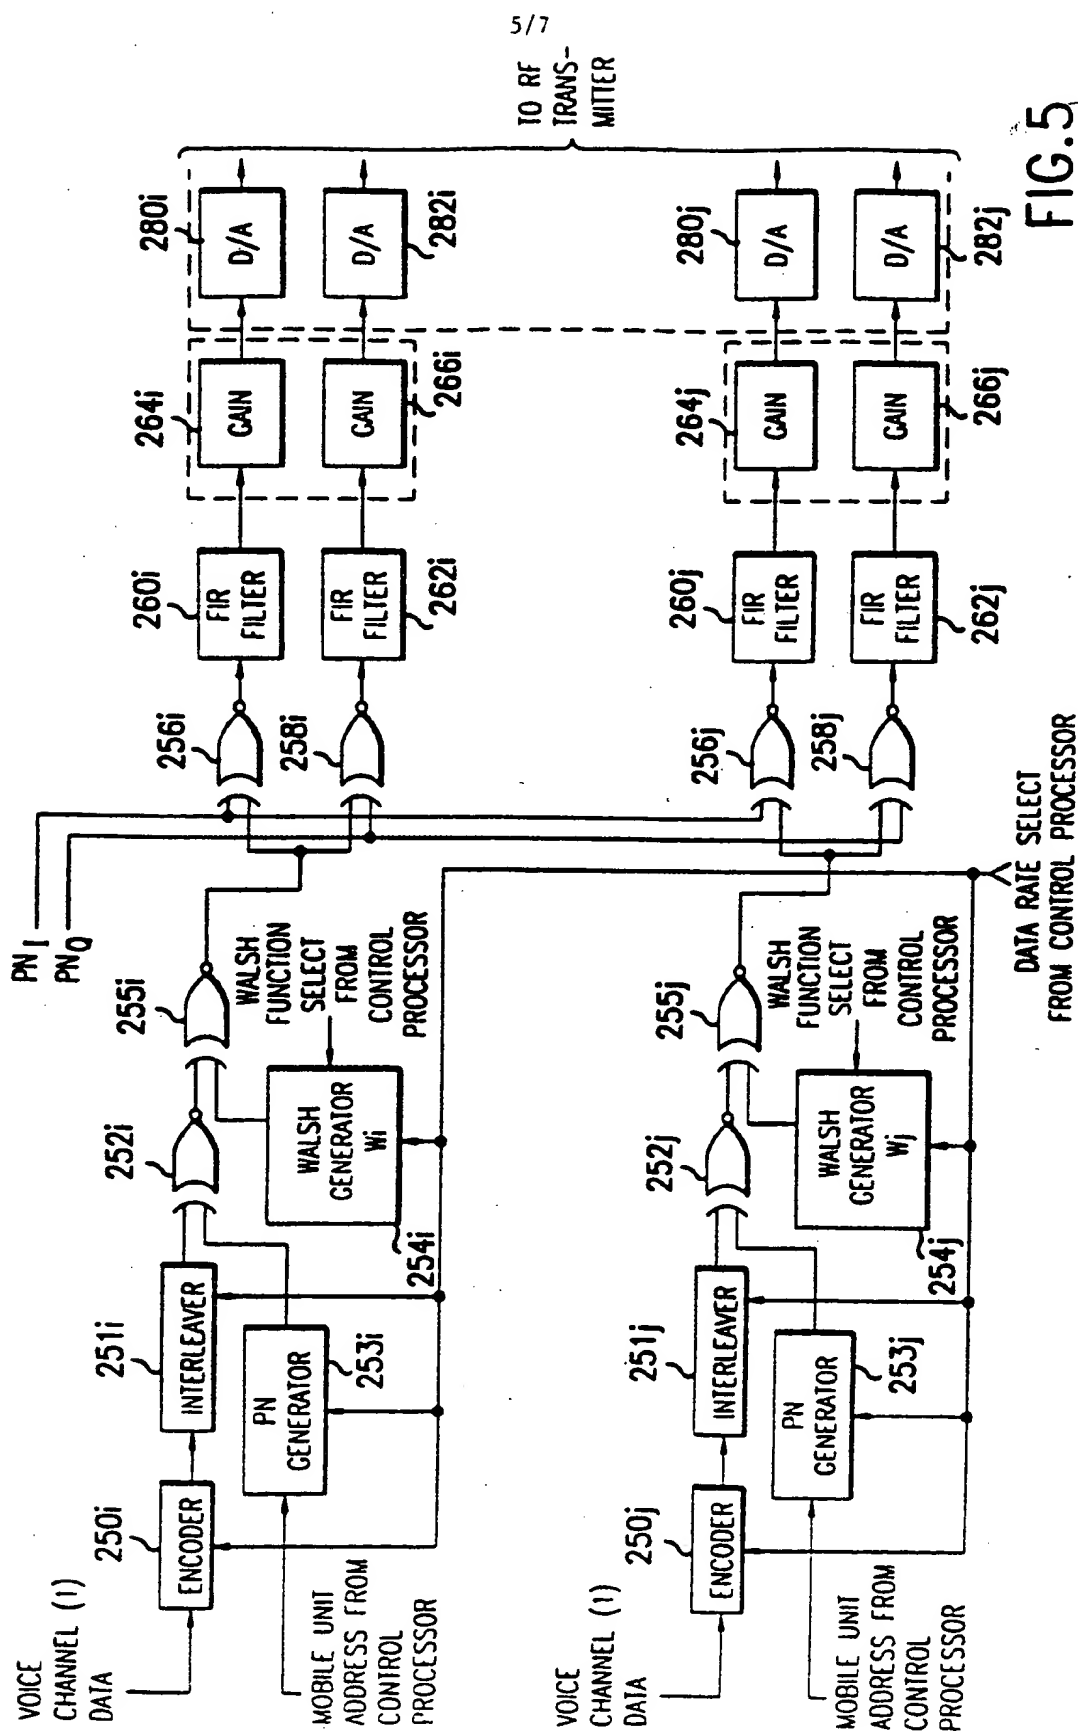 5/7
VOICE
CHANNEL (1)
DATA
250i
ENCODER
251i
INTERLEAVER
252i
255i
PN I
PN Q
MOBILE UNIT
ADDRESS FROM
CONTROL
PROCESSOR
PN
GENERATOR
253i
WALSH
GENERATOR
Wi
254i
WALSH
FUNCTION
SELECT
FROM
CONTROL
PROCESSOR
256i
258i
260i
FIR
FILTER
FIR
FILTER
262i
264i
GAIN
GAIN
266i
280i
D/A
D/A
282i
TO RF
TRANS-
MITTER
VOICE
CHANNEL (1)
DATA
250j
ENCODER
251j
INTERLEAVER
252j
255j
MOBILE UNIT
ADDRESS FROM
CONTROL
PROCESSOR
PN
GENERATOR
253j
WALSH
GENERATOR
Wj
254j
WALSH
FUNCTION
SELECT
FROM
CONTROL
PROCESSOR
256j
258j
260j
FIR
FILTER
FIR
FILTER
262j
264j
GAIN
GAIN
266j
280j
D/A
D/A
282j
DATA RATE SELECT
FROM CONTROL PROCESSOR
FIG.5